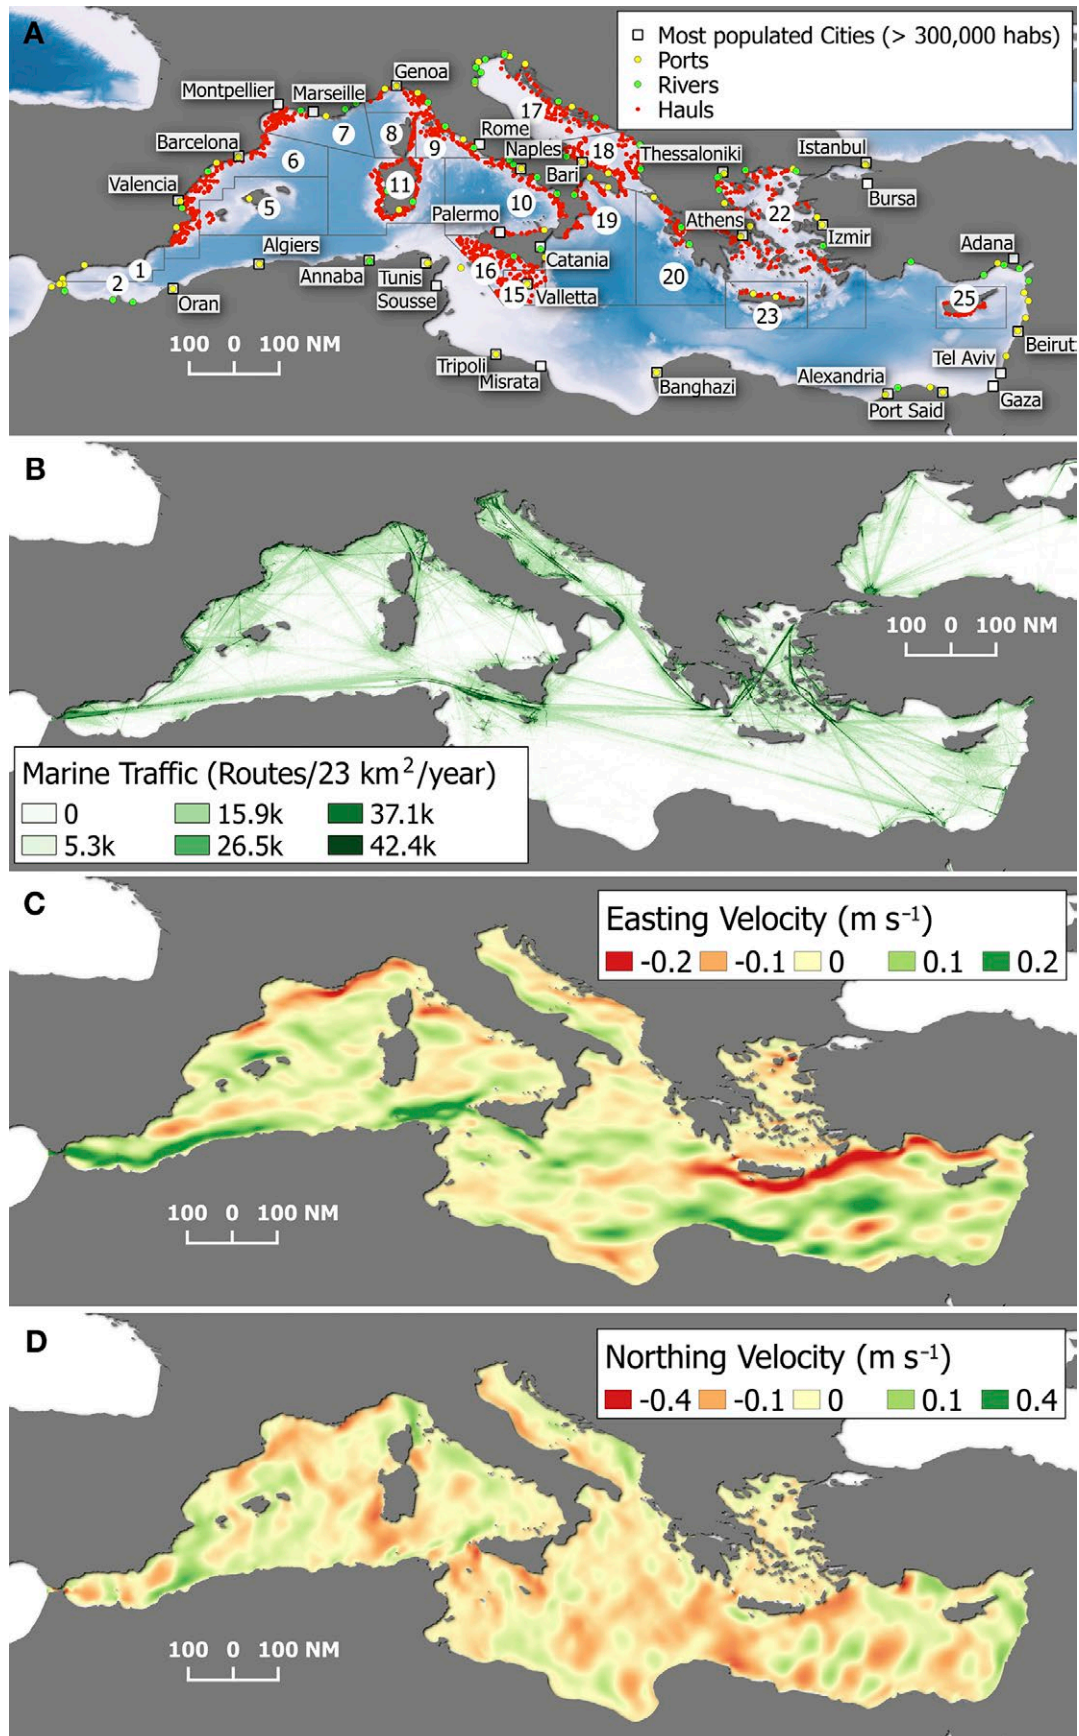 A
Most populated Cities (> 300,000 habs)
Ports
Rivers
Hauls
Genoa
Montpellier
Marseille
17
7
8
9
Rome
Barcelona
6
Naples
18
Thessaloniki
Istanbul
Valencia
11
Bari
Bursa
5
10
22
Palermo
19
Athens
Izmir
Algiers
Adana
1
2
Annaba
Tunis
16
Catania
20
Oran
Sousse
15
Valletta
23
25
100 0 100 NM
Tripoli
Misrata
Banghazi
Alexandria
Tel Aviv
Beirut
Port Said
Gaza
B
100 0 100 NM
Marine Traffic (Routes/23 km²/year)
0 15.9k 37.1k
5.3k 26.5k 42.4k
C
Easting Velocity (m s⁻¹)
-0.2 -0.1 0 0.1 0.2
100 0 100 NM
D
Northing Velocity (m s⁻¹)
-0.4 -0.1 0 0.1 0.4
100 0 100 NM